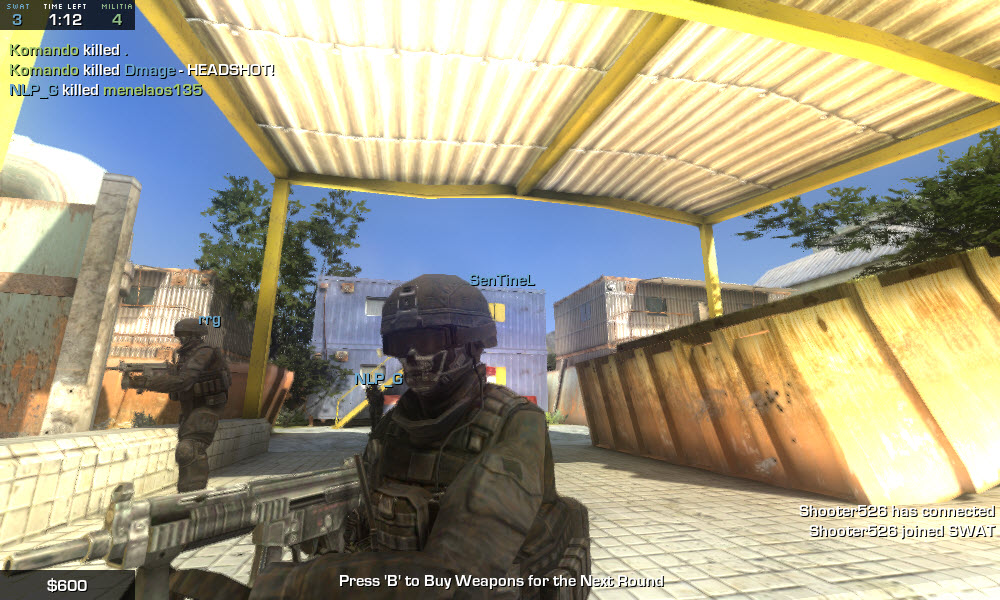 SWAT TIME LEFT MILITIA
3 1:12 4
Komando killed .
Komando killed Dmage - HEADSHOT!
NLP_G killed menelaos135
SenTineL
rrg
NLP_G
Shooter526 has connected
Shooter526 joined SWAT
Press 'B' to Buy Weapons for the Next Round
$600